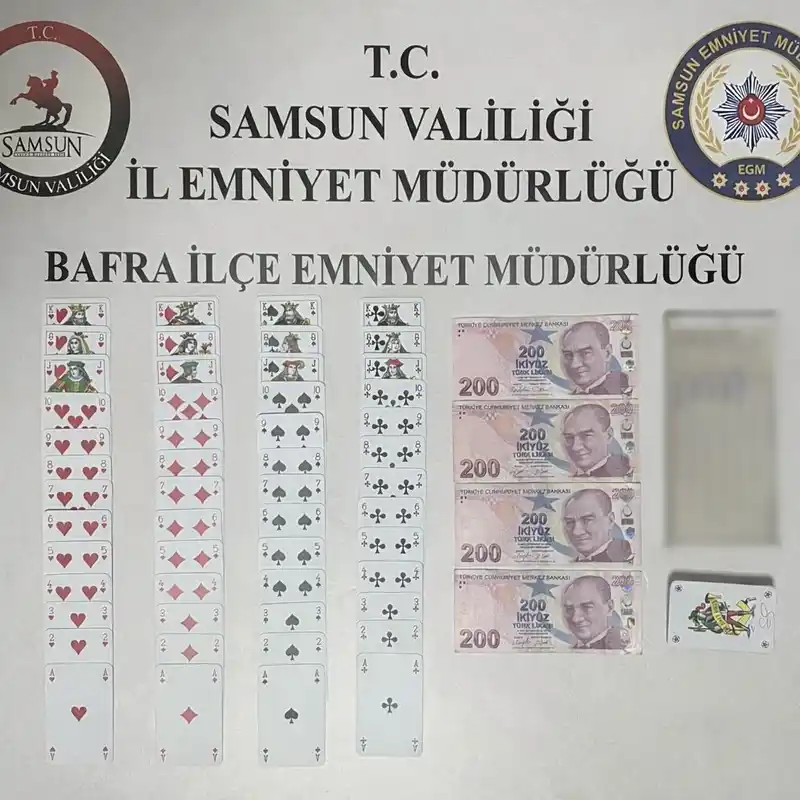 T.C.
SAMSUN
SAMSUN VALİLİĞİ
SAMSUN EMNİYET
EGM
T.C.
SAMSUN VALİLİĞİ
İL EMNİYET MÜDÜRLÜĞÜ
BAFRA İLÇE EMNİYET MÜDÜRLÜĞÜ
TÜRKİYE CUMHURİYET MERKEZ BANKASI
200
İKİYÜZ
TÜRK LİRASI
200
TÜRKİYE CUMHURİYET MERKEZ BANKASI
200
İKİYÜZ
TÜRK LİRASI
200
TÜRKİYE CUMHURİYET MERKEZ BANKASI
200
İKİYÜZ
TÜRK LİRASI
200
TÜRKİYE CUMHURİYET MERKEZ BANKASI
200
İKİYÜZ
TÜRK LİRASI
200